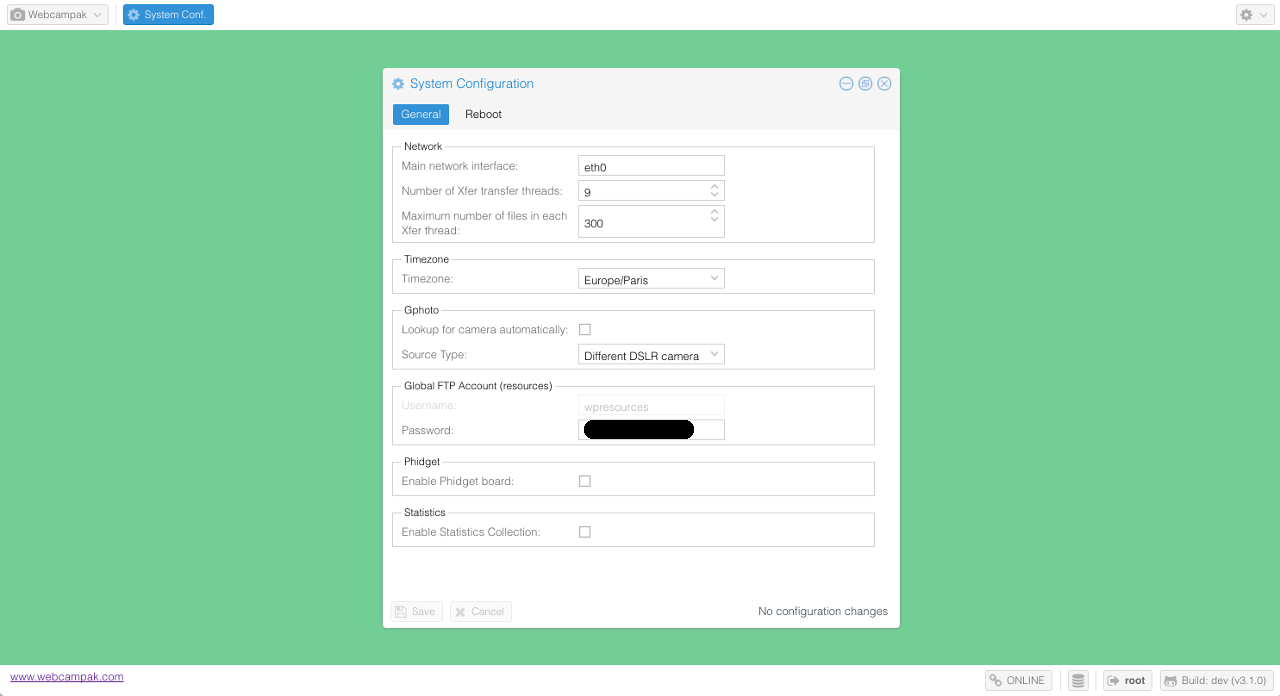 Webcampak
System Conf.
System Configuration
General
Reboot
Network
Main network interface:
eth0
Number of Xfer transfer threads:
9
Maximum number of files in each
Xfer thread:
300
Timezone
Timezone:
Europe/Paris
Gphoto
Lookup for camera automatically:
Source Type:
Different DSLR camera
Global FTP Account (resources)
Username:
wpresources
Password:
Phidget
Enable Phidget board:
Statistics
Enable Statistics Collection:
Save
Cancel
No configuration changes
www.webcampak.com
ONLINE
root
Build: dev (v3.1.0)